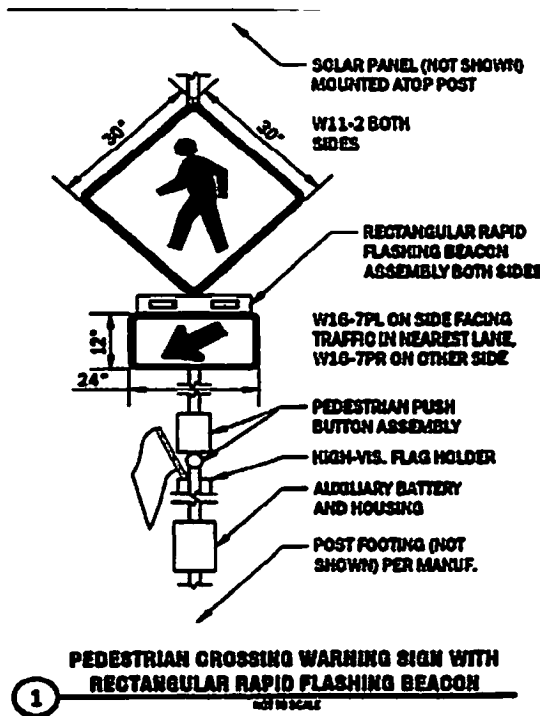 SOLAR PANEL (NOT SHOWN)
MOUNTED ATOP POST
30"
30"
W11-2 BOTH
SIDES
RECTANGULAR RAPID
FLASHING BEACON
ASSEMBLY BOTH SIDES
W16-7PL ON SIDE FACING
TRAFFIC IN NEAREST LANE,
W16-7PR ON OTHER SIDE
12"
24"
PEDESTRIAN PUSH
BUTTON ASSEMBLY
HIGH-VIS. FLAG HOLDER
AUXILIARY BATTERY
AND HOUSING
POST FOOTING (NOT
SHOWN) PER MANUF.
PEDESTRIAN CROSSING WARNING SIGN WITH
RECTANGULAR RAPID FLASHING BEACON
1
NOT TO SCALE